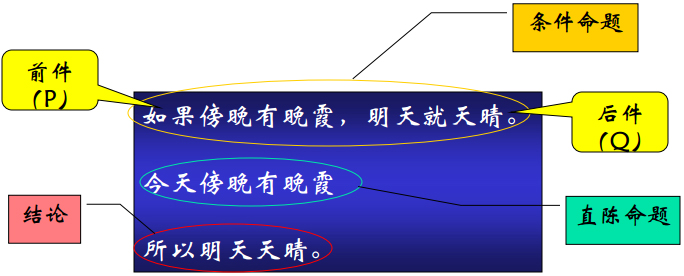 条件命题
前件
（P）
如果傍晚有晚霞，明天就天晴。
后件
（Q）
今天傍晚有晚霞
结论
直陈命题
所以明天天晴。